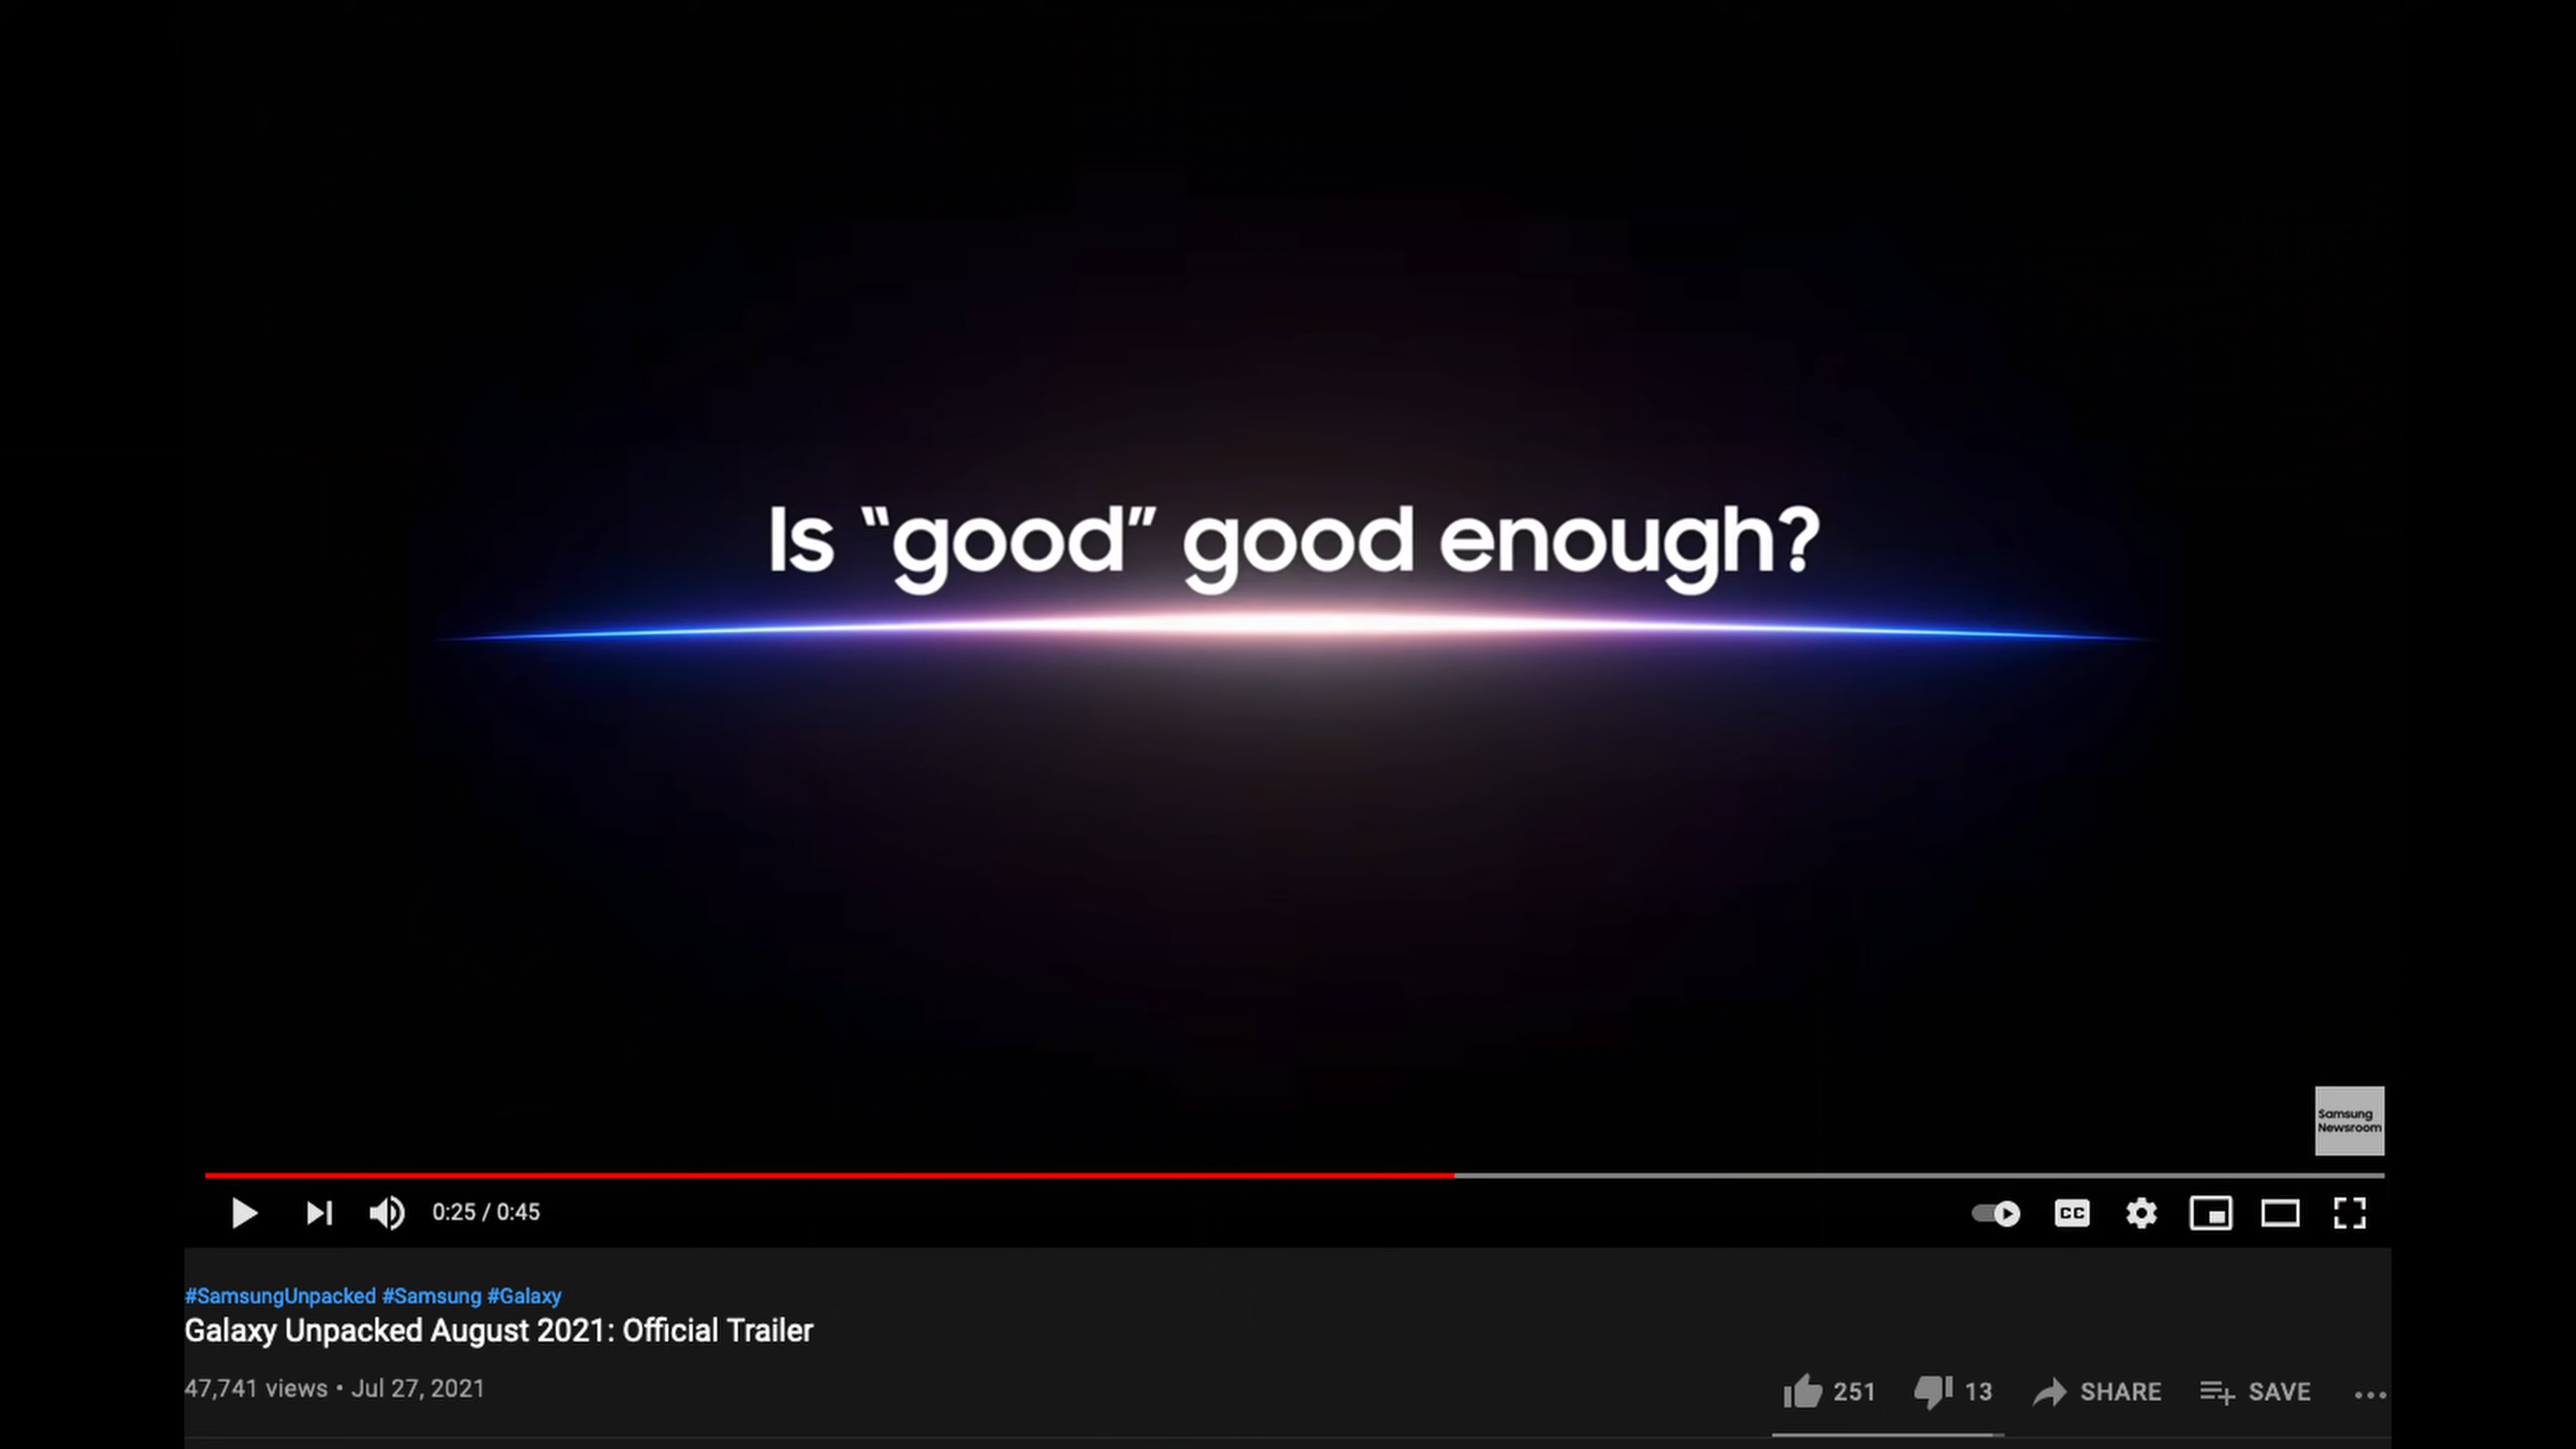 Is “good” good enough?
Samsung
Newsroom
0:25 / 0:45
CC
#SamsungUnpacked #Samsung #Galaxy
Galaxy Unpacked August 2021: Official Trailer
47,741 views • Jul 27, 2021
251 13 SHARE SAVE